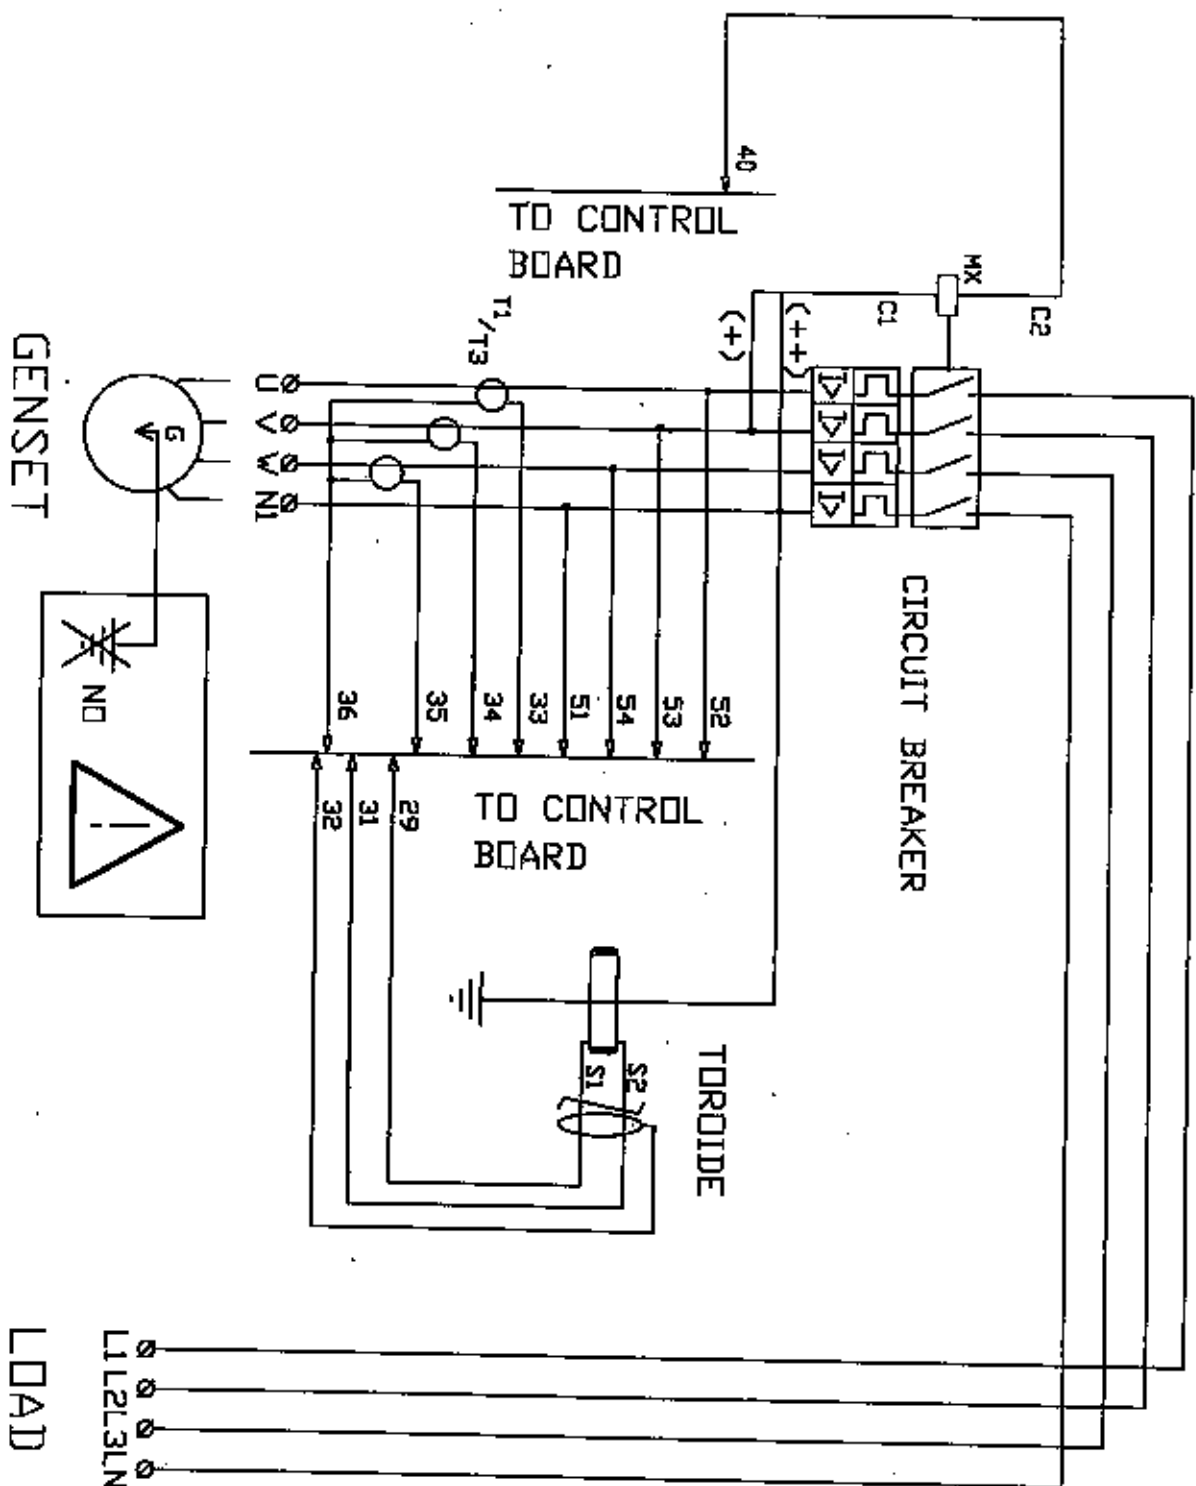 40
TO CONTROL
BOARD
MX
C2
C1
(++)
(+)
T1/T3
U
V
W
N1
G
GENSET
CIRCUIT BREAKER
NO
36
35
34
33
51
54
53
52
TO CONTROL
BOARD
32
31
29
TOROIDE
S2
S1
L1
L2
L3
LN
LOAD